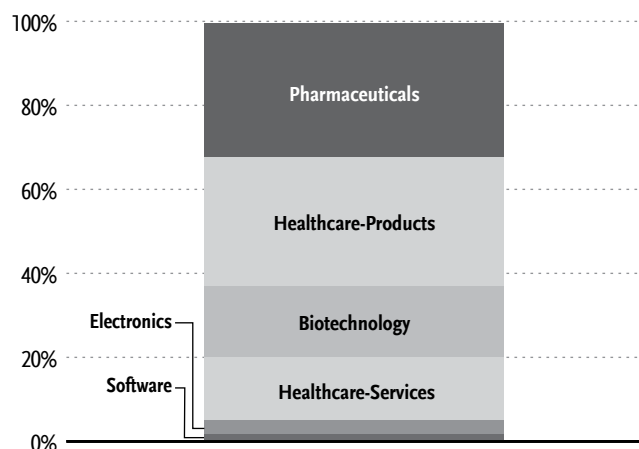 100%
Pharmaceuticals
80%
60%
Healthcare-Products
40%
Electronics
Biotechnology
20%
Software
Healthcare-Services
0%